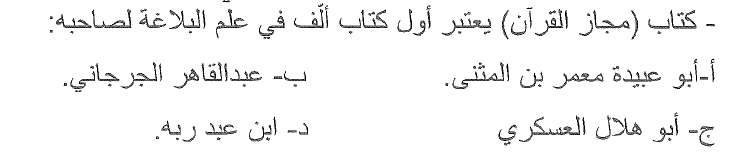 - كتاب (مجاز القرآن) يعتبر أول كتاب ألّف في علم البلاغة لصاحبه:
أ-أبو عبيدة معمر بن المثنى. ب- عبدالقاهر الجرجاني.
ج- أبو هلال العسكري د- ابن عبد ربه.